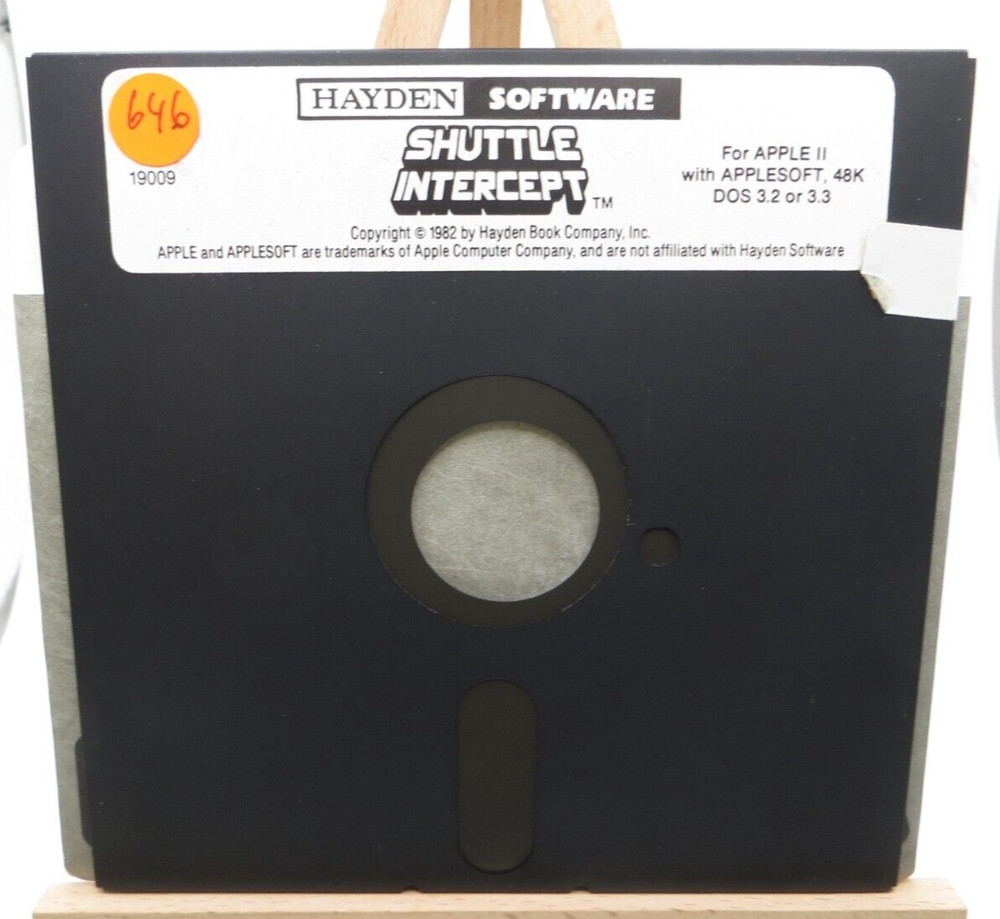 646
19009
HAYDEN SOFTWARE
SHUTTLE
INTERCEPT TM
For APPLE II
with APPLESOFT, 48K
DOS 3.2 or 3.3
Copyright © 1982 by Hayden Book Company, Inc.
APPLE and APPLESOFT are trademarks of Apple Computer Company, and are not affiliated with Hayden Software